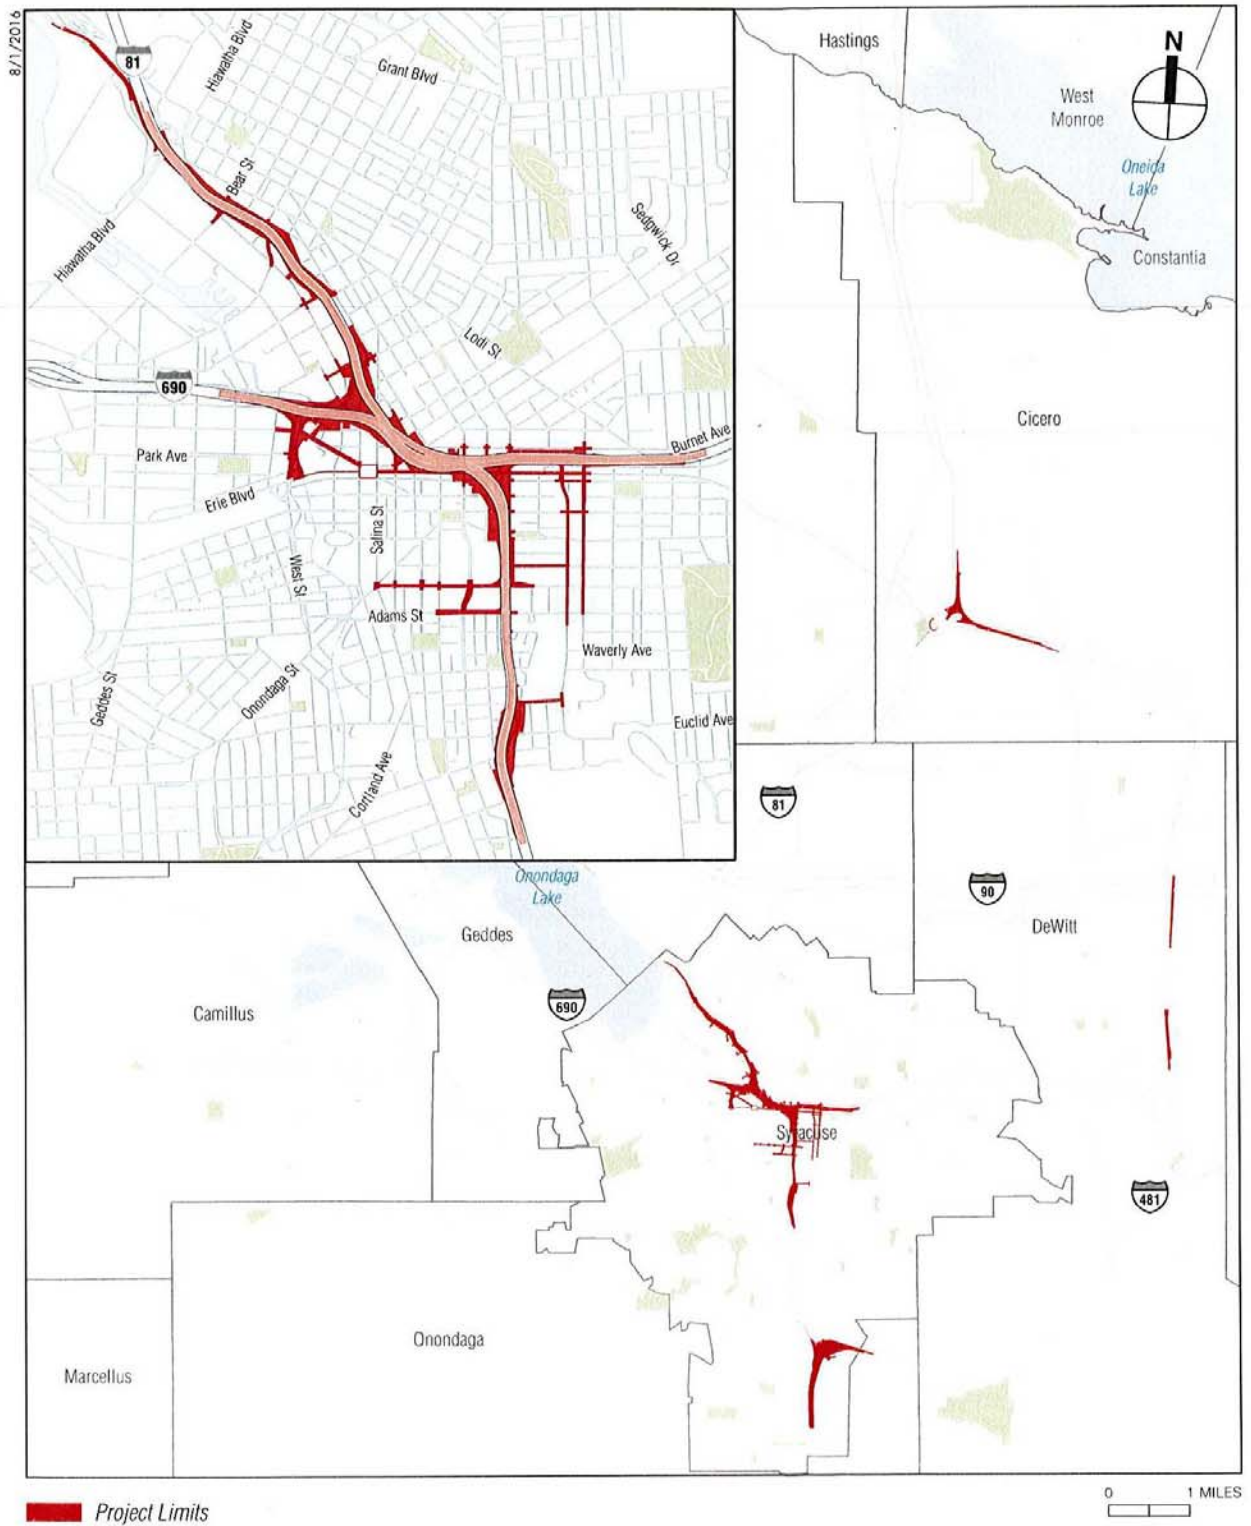 8/1/2016
81
Hiawatha Blvd
Grant Blvd
Bear St
Hiawatha Blvd
Sedgwick Dr
Lodi St
690
Park Ave
Burnet Ave
Erie Blvd
Salina St
West St
Adams St
Waverly Ave
Geddes St
Onondaga St
Euclid Ave
Cortland Ave
Hastings
N
West
Monroe
Oneida
Lake
Constantia
Cicero
81
90
DeWitt
Onondaga
Lake
Geddes
690
Camillus
Syracuse
481
Onondaga
Marcellus
Project Limits
0 1 MILES